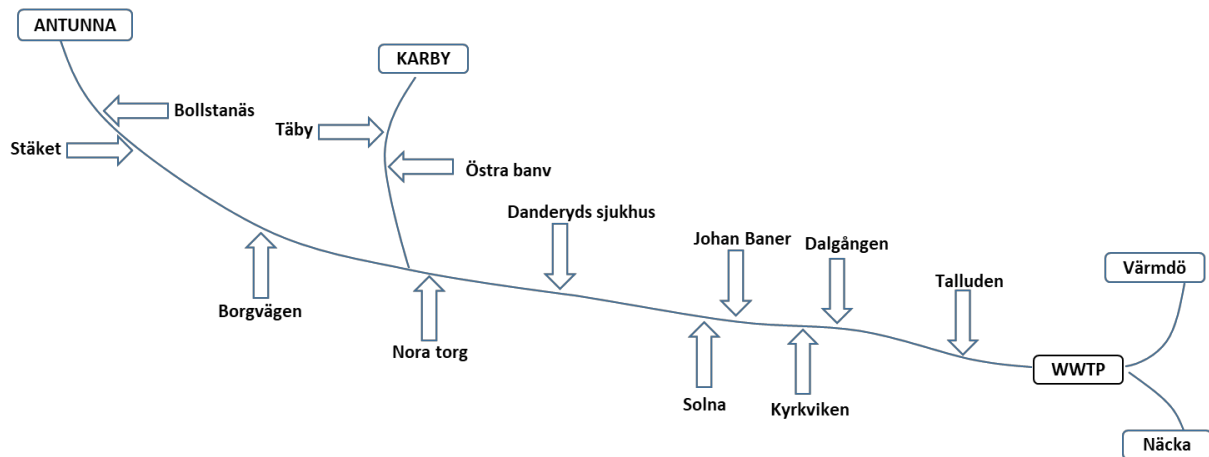 ANTUNNA
KARBY
Bollstanäs
Täby
Stäket
Östra banv
Danderyds sjukhus
Johan Baner
Dalgången
Värmdö
Talluden
Borgvägen
Nora torg
WWTP
Solna
Kyrkviken
Näcka